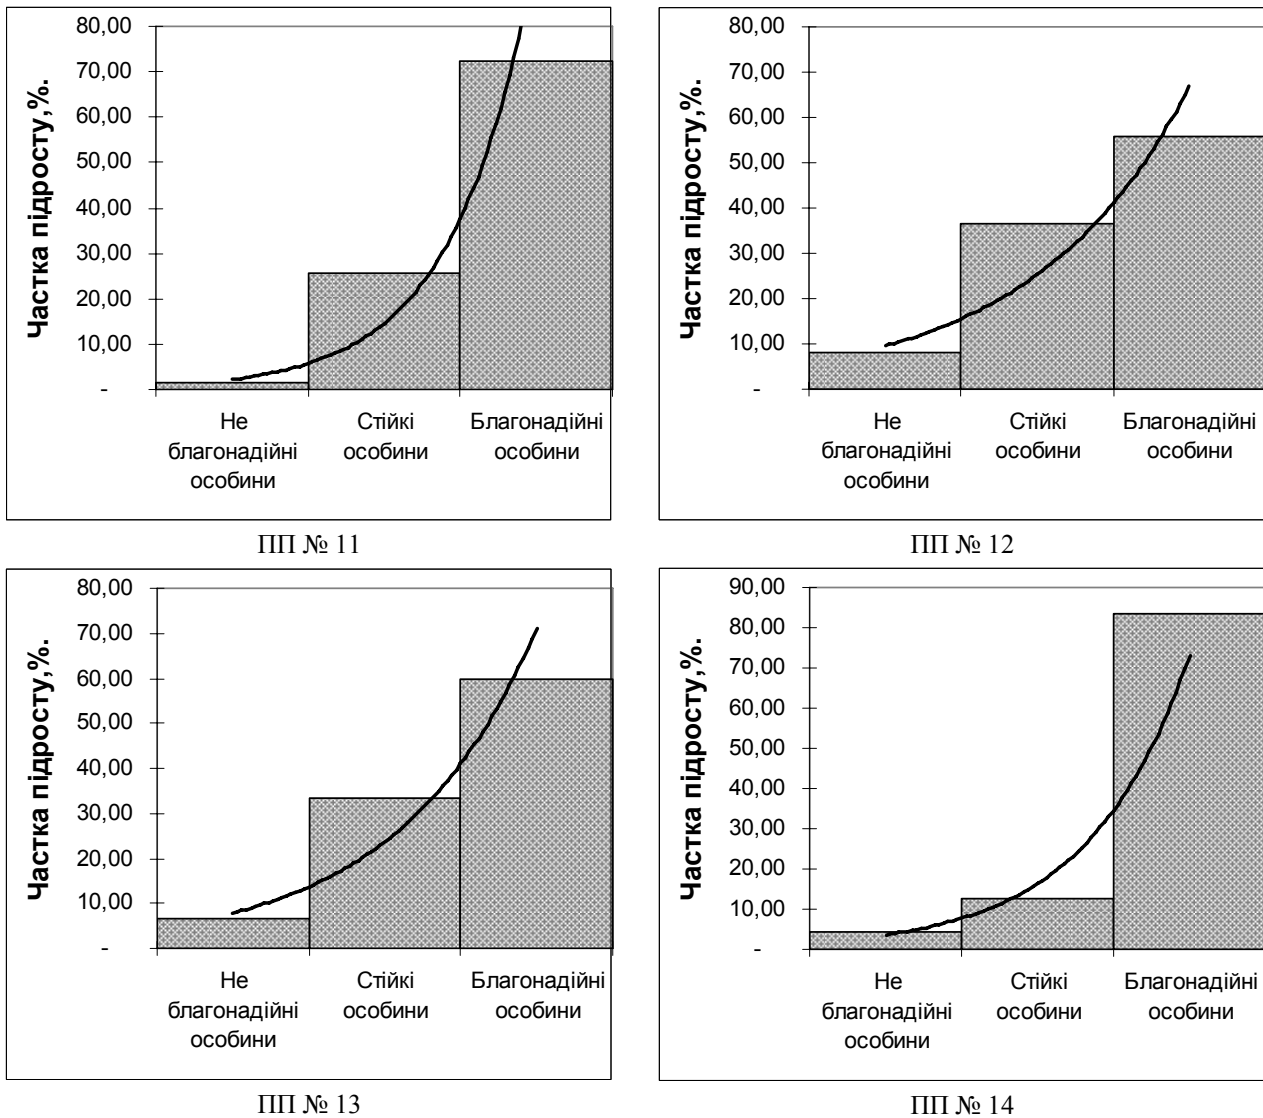 Частка підросту,%.
80,00
70,00
60,00
50,00
40,00
30,00
20,00
10,00
-
Не
благонадійні
особини
Стійкі
особини
Благонадійні
особини
ПП № 11
Частка підросту,%.
80,00
70,00
60,00
50,00
40,00
30,00
20,00
10,00
-
Не
благонадійні
особини
Стійкі
особини
Благонадійні
особини
ПП № 12
Частка підросту,%.
80,00
70,00
60,00
50,00
40,00
30,00
20,00
10,00
-
Не
благонадійні
особини
Стійкі
особини
Благонадійні
особини
ПП № 13
Частка підросту,%.
90,00
80,00
70,00
60,00
50,00
40,00
30,00
20,00
10,00
-
Не
благонадійні
особини
Стійкі
особини
Благонадійні
особини
ПП № 14